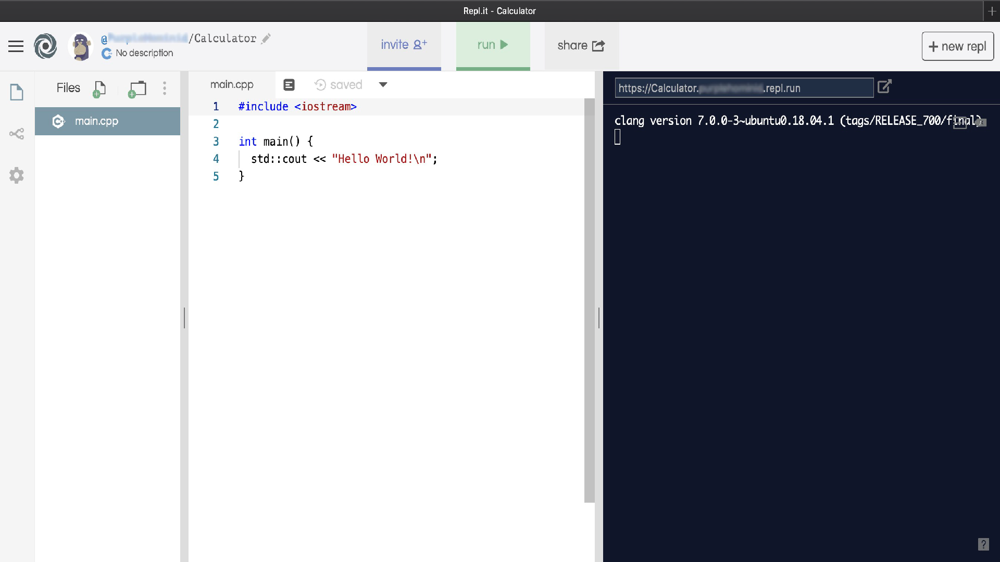 Repl.it - Calculator
/Calculator
No description
invite
run
share
+ new repl
Files
main.cpp
main.cpp
saved
1 #include <iostream>
2
3 int main() {
4 std::cout << "Hello World!\n";
5 }
https://Calculator. .repl.run
clang version 7.0.0-3~ubuntu0.18.04.1 (tags/RELEASE_700/final)
?